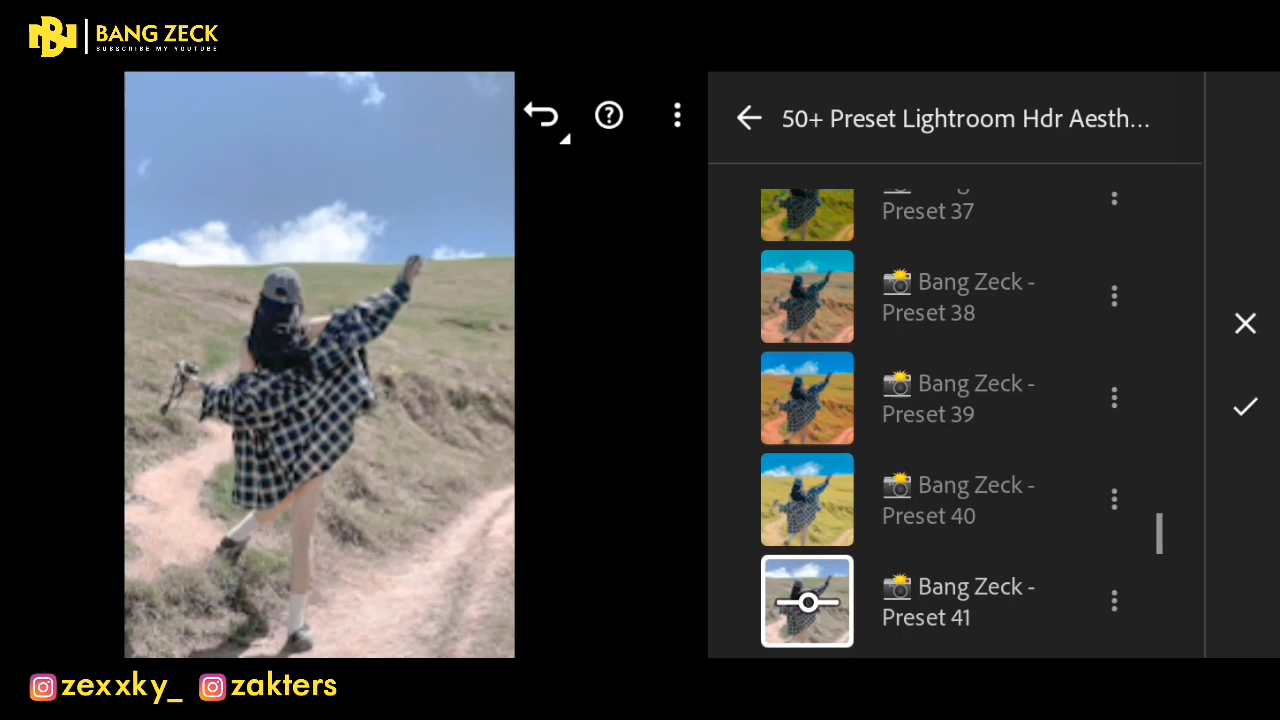 BANG ZECK
SUBSCRIBE MY YOUTUBE
50+ Preset Lightroom Hdr Aesth...
Preset 37
Bang Zeck -
Preset 38
Bang Zeck -
Preset 39
Bang Zeck -
Preset 40
Bang Zeck -
Preset 41
zexxky_ zakters